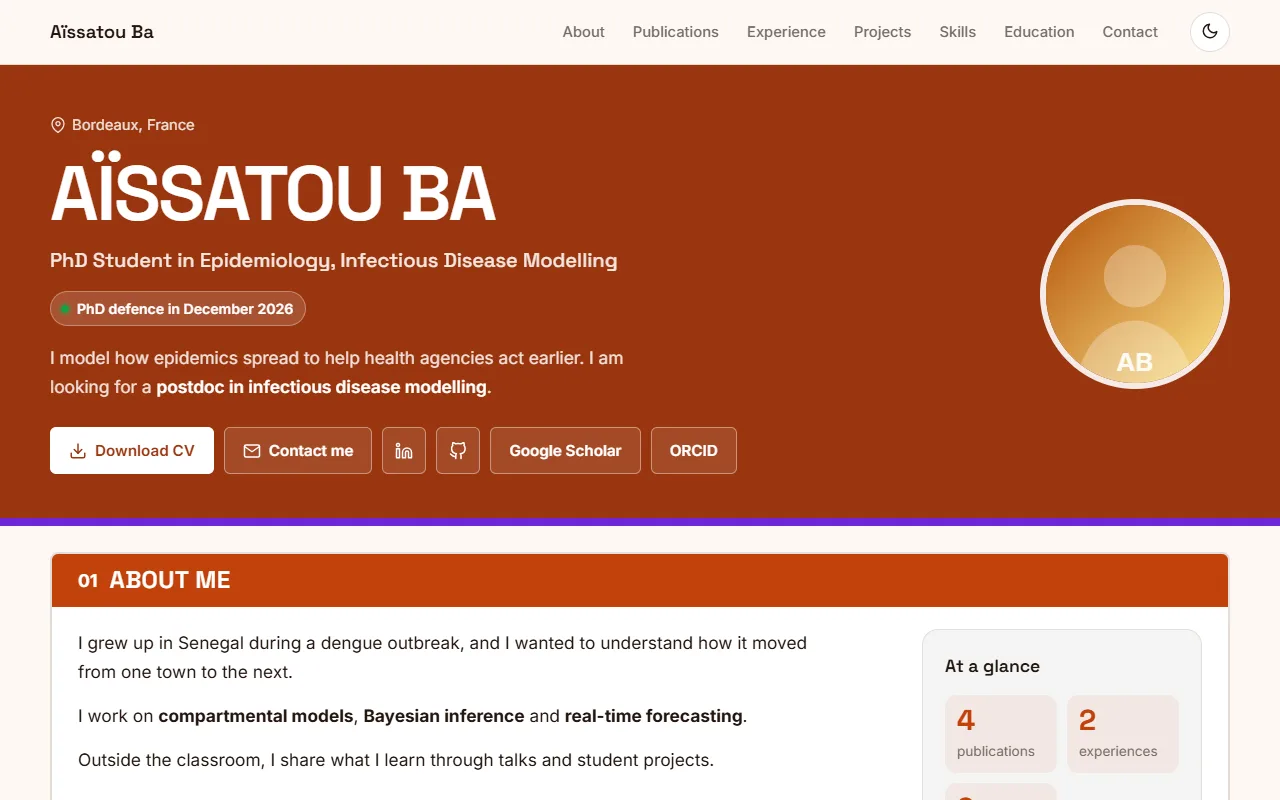 Aïssatou Ba
About Publications Experience Projects Skills Education Contact
Bordeaux, France
AÏSSATOU BA
PhD Student in Epidemiology, Infectious Disease Modelling
PhD defence in December 2026
I model how epidemics spread to help health agencies act earlier. I am
looking for a postdoc in infectious disease modelling.
AB
Download CV Contact me Google Scholar ORCID
01 ABOUT ME
I grew up in Senegal during a dengue outbreak, and I wanted to understand how it moved
from one town to the next.
I work on compartmental models, Bayesian inference and real-time forecasting.
Outside the classroom, I share what I learn through talks and student projects.
At a glance
4 2
publications experiences